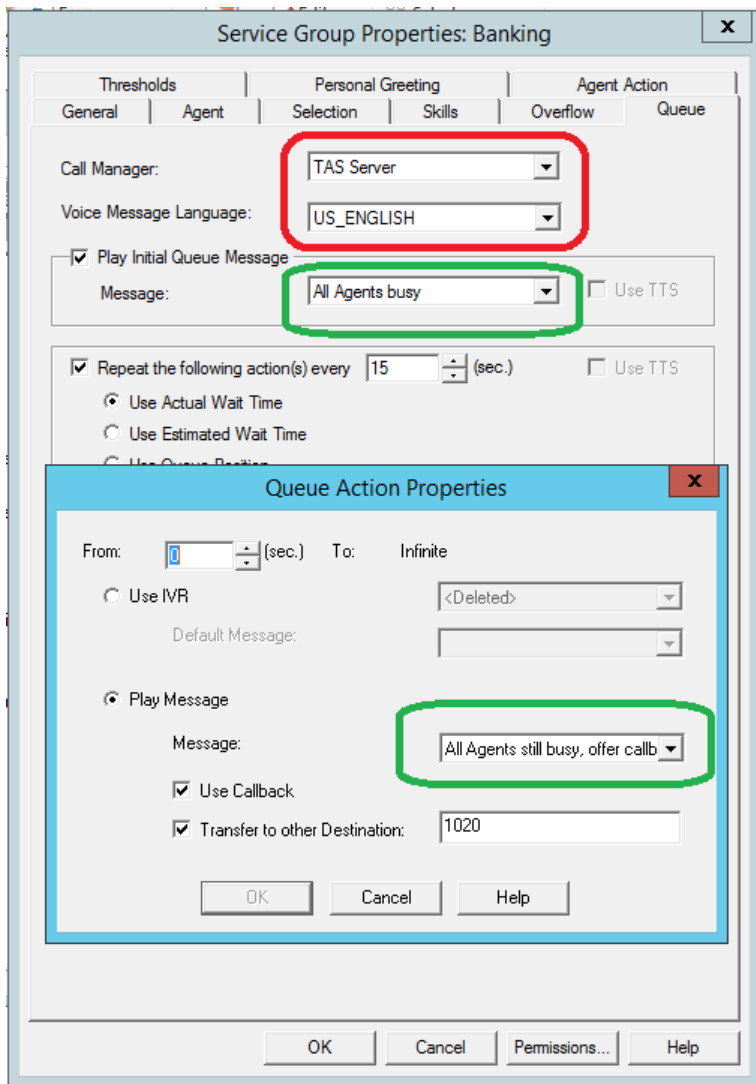 Service Group Properties: Banking
x
Thresholds Personal Greeting Agent Action
General Agent Selection Skills Overflow Queue
Call Manager: TAS Server
Voice Message Language: US_ENGLISH
Play Initial Queue Message
Message: All Agents busy Use TTS
Repeat the following action(s) every 15 (sec.) Use TTS
Use Actual Wait Time
Use Estimated Wait Time
Use Queue Position
Queue Action Properties
x
From: 0 (sec.) To: Infinite
Use IVR <Deleted>
Default Message:
Play Message
Message: All Agents still busy, offer callb
Use Callback
Transfer to other Destination: 1020
OK Cancel Help
OK Cancel Permissions... Help